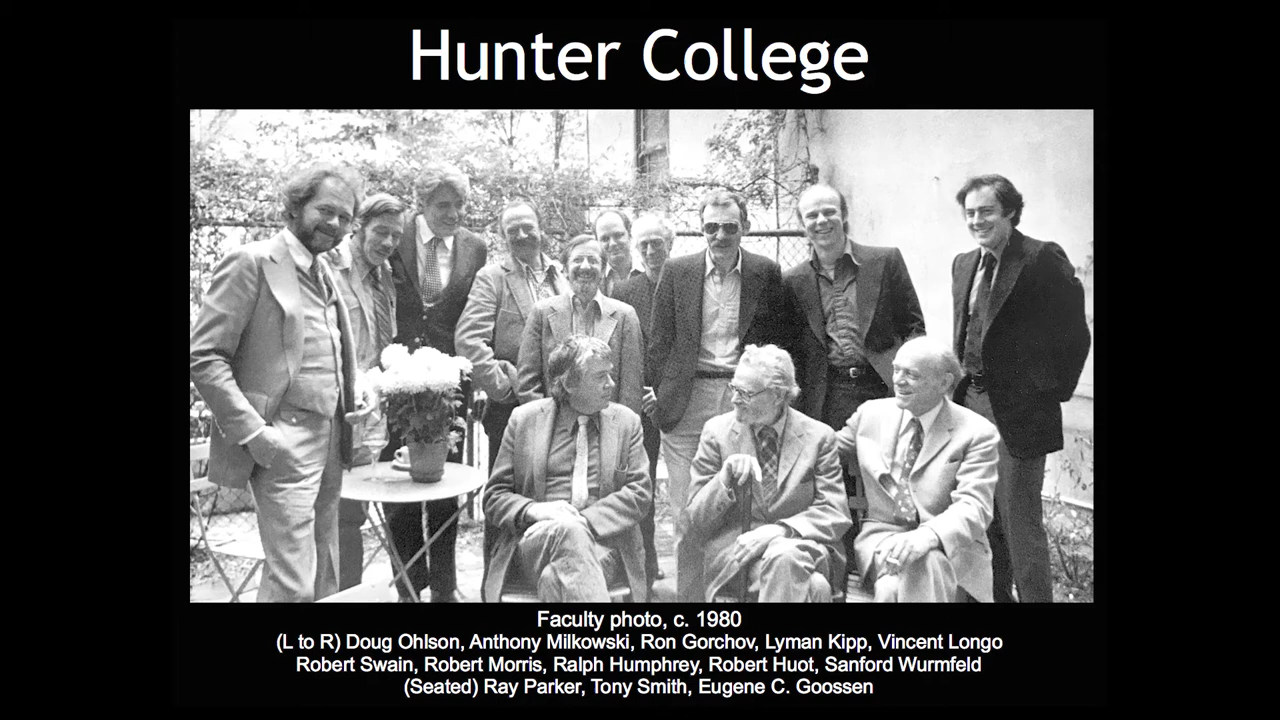 Hunter College
Faculty photo, c. 1980
(L to R) Doug Ohlson, Anthony Milkowski, Ron Gorchov, Lyman Kipp, Vincent Longo
Robert Swain, Robert Morris, Ralph Humphrey, Robert Huot, Sanford Wurmfeld
(Seated) Ray Parker, Tony Smith, Eugene C. Goossen